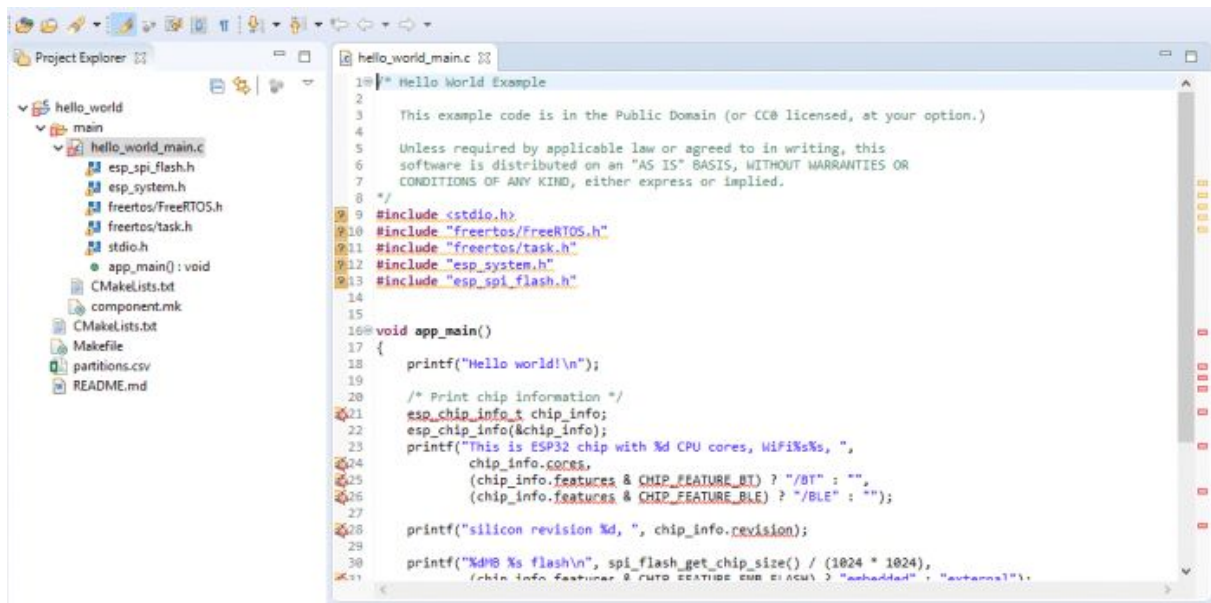 Project Explorer
hello_world
main
hello_world_main.c
esp_spi_flash.h
esp_system.h
freertos/FreeRTOS.h
freertos/task.h
stdio.h
app_main() : void
CMakeLists.txt
component.mk
CMakeLists.txt
Makefile
partitions.csv
README.md
hello_world_main.c
1 /* Hello World Example
2
3 This example code is in the Public Domain (or CC0 licensed, at your option.)
4
5 Unless required by applicable law or agreed to in writing, this
6 software is distributed on an "AS IS" BASIS, WITHOUT WARRANTIES OR
7 CONDITIONS OF ANY KIND, either express or implied.
8 */
9 #include <stdio.h>
10 #include "freertos/FreeRTOS.h"
11 #include "freertos/task.h"
12 #include "esp_system.h"
13 #include "esp_spi_flash.h"
14
15
16 void app_main()
17 {
18 printf("Hello world!\n");
19
20 /* Print chip information */
21 esp_chip_info_t chip_info;
22 esp_chip_info(&chip_info);
23 printf("This is ESP32 chip with %d CPU cores, WiFi%s%s, ",
24 chip_info.cores,
25 (chip_info.features & CHIP_FEATURE_BT) ? "/BT" : "",
26 (chip_info.features & CHIP_FEATURE_BLE) ? "/BLE" : "");
27
28 printf("silicon revision %d, ", chip_info.revision);
29
30 printf("%dMB %s flash\n", spi_flash_get_chip_size() / (1024 * 1024),
31 (chip_info.features & CHIP_FEATURE_EMB_FLASH) ? "embedded" : "external");